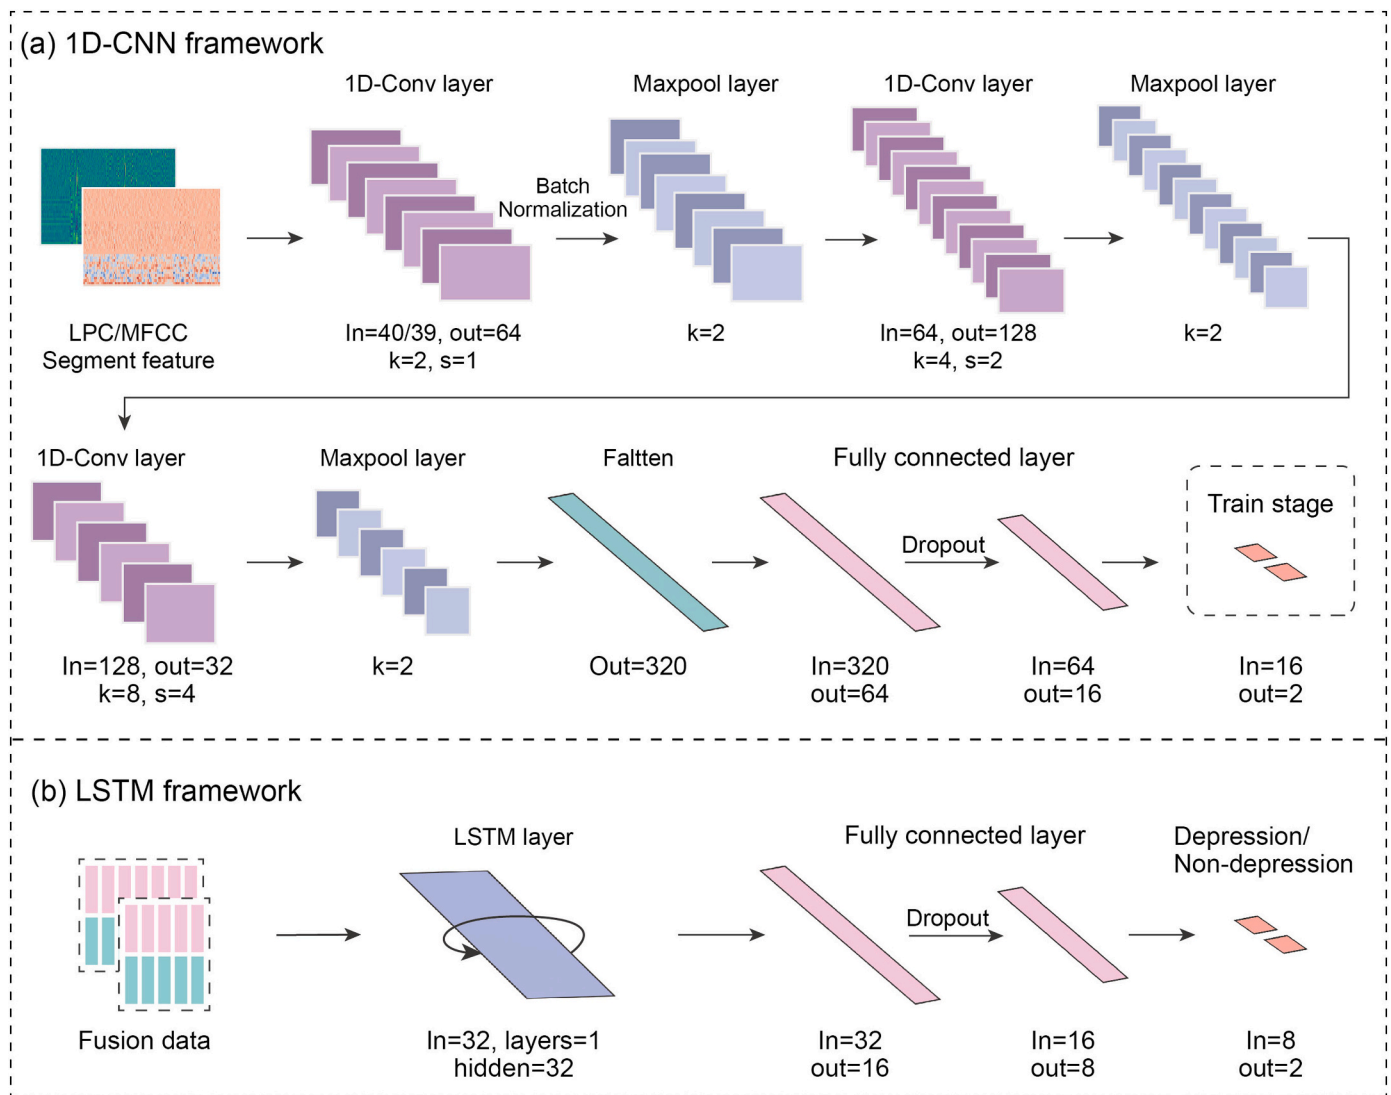 (a) 1D-CNN framework
1D-Conv layer
Maxpool layer
1D-Conv layer
Maxpool layer
Batch
Normalization
LPC/MFCC
Segment feature
In=40/39, out=64
k=2, s=1
k=2
In=64, out=128
k=4, s=2
k=2
1D-Conv layer
Maxpool layer
Faltten
Fully connected layer
Dropout
Train stage
In=128, out=32
k=8, s=4
k=2
Out=320
In=320
out=64
In=64
out=16
In=16
out=2
(b) LSTM framework
LSTM layer
Fully connected layer
Depression/
Non-depression
Dropout
Fusion data
In=32, layers=1
hidden=32
In=32
out=16
In=16
out=8
In=8
out=2